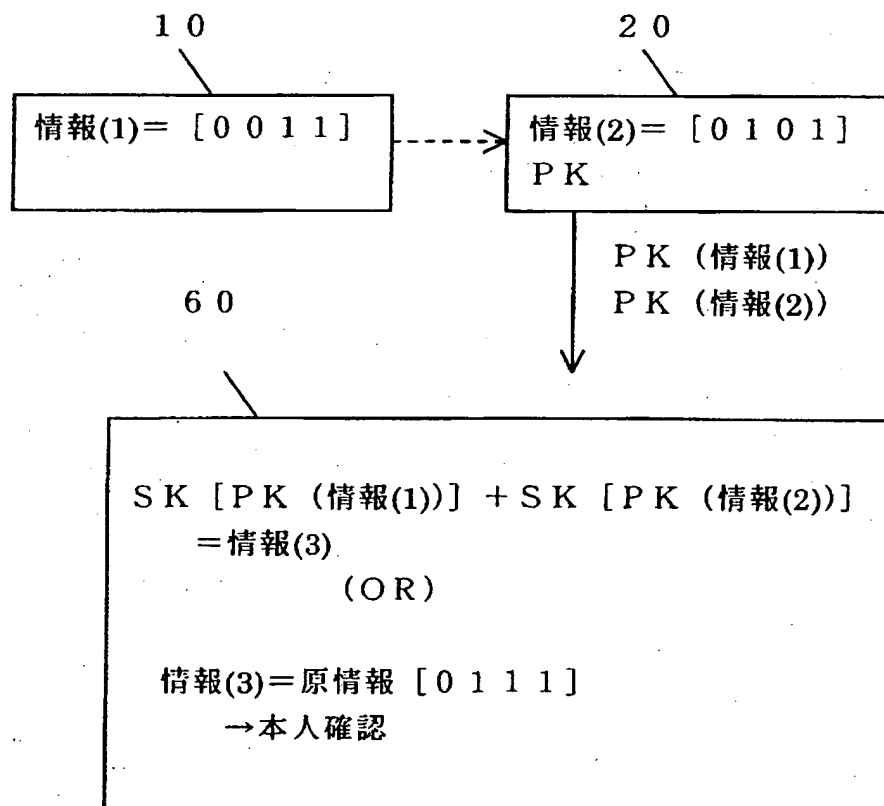 １０
２０
情報(1)＝［００１１］
情報(2)＝［０１０１］
ＰＫ
ＰＫ（情報(1)）
ＰＫ（情報(2)）
６０
ＳＫ［ＰＫ（情報(1))］＋ＳＫ［ＰＫ（情報(2))］
＝情報(3)
（ＯＲ）
情報(3)＝原情報［０１１１］
→本人確認